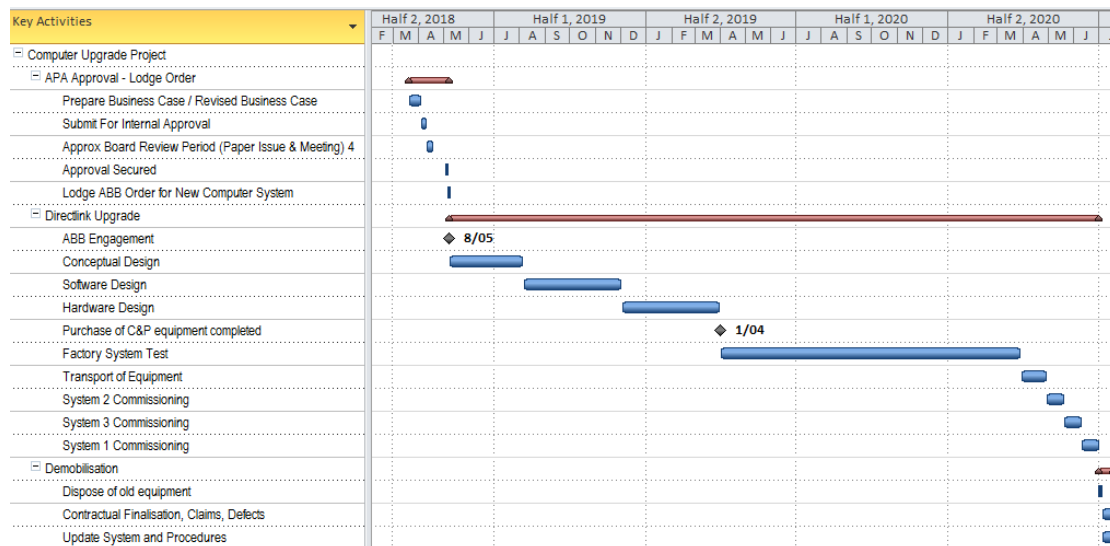 Key Activities
Half 2, 2018 Half 1, 2019 Half 2, 2019 Half 1, 2020 Half 2, 2020
F M A M J J A S O N D J F M A M J J A S O N D J F M A M J
Computer Upgrade Project
APA Approval - Lodge Order
Prepare Business Case / Revised Business Case
Submit For Internal Approval
Approx Board Review Period (Paper Issue & Meeting) 4
Approval Secured
Lodge ABB Order for New Computer System
Directlink Upgrade
ABB Engagement 8/05
Conceptual Design
Software Design
Hardware Design
Purchase of C&P equipment completed 1/04
Factory System Test
Transport of Equipment
System 2 Commissioning
System 3 Commissioning
System 1 Commissioning
Demobilisation
Dispose of old equipment
Contractual Finalisation, Claims, Defects
Update System and Procedures